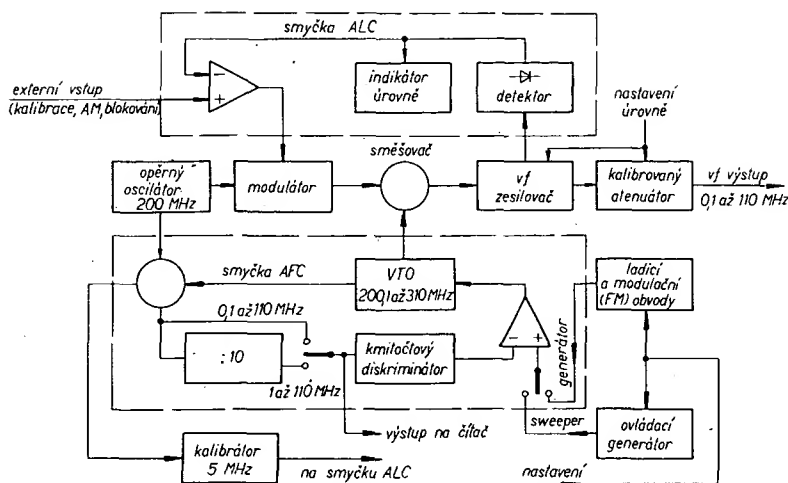 smyčka ALC
externí vstup
(kalibrace, AM, blokování)
−
+
indikátor
úrovně
detektor
nastavení
úrovně
směšovač
opěrný
oscilátor
200 MHz
modulátor
vf
zesilovač
kalibrovaný
atenuátor
vf výstup
0,1 až 110 MHz
smyčka AFC
VTO
200,1 až 310 MHz
ladicí
a modulační
(FM) obvody
0,1 až 110 MHz
: 10
1 až 110 MHz
kmitočtový
diskriminátor
−
+
generátor
sweeper
výstup na čítač
ovládací
generátor
kalibrátor
5 MHz
na smyčku ALC
nastavení